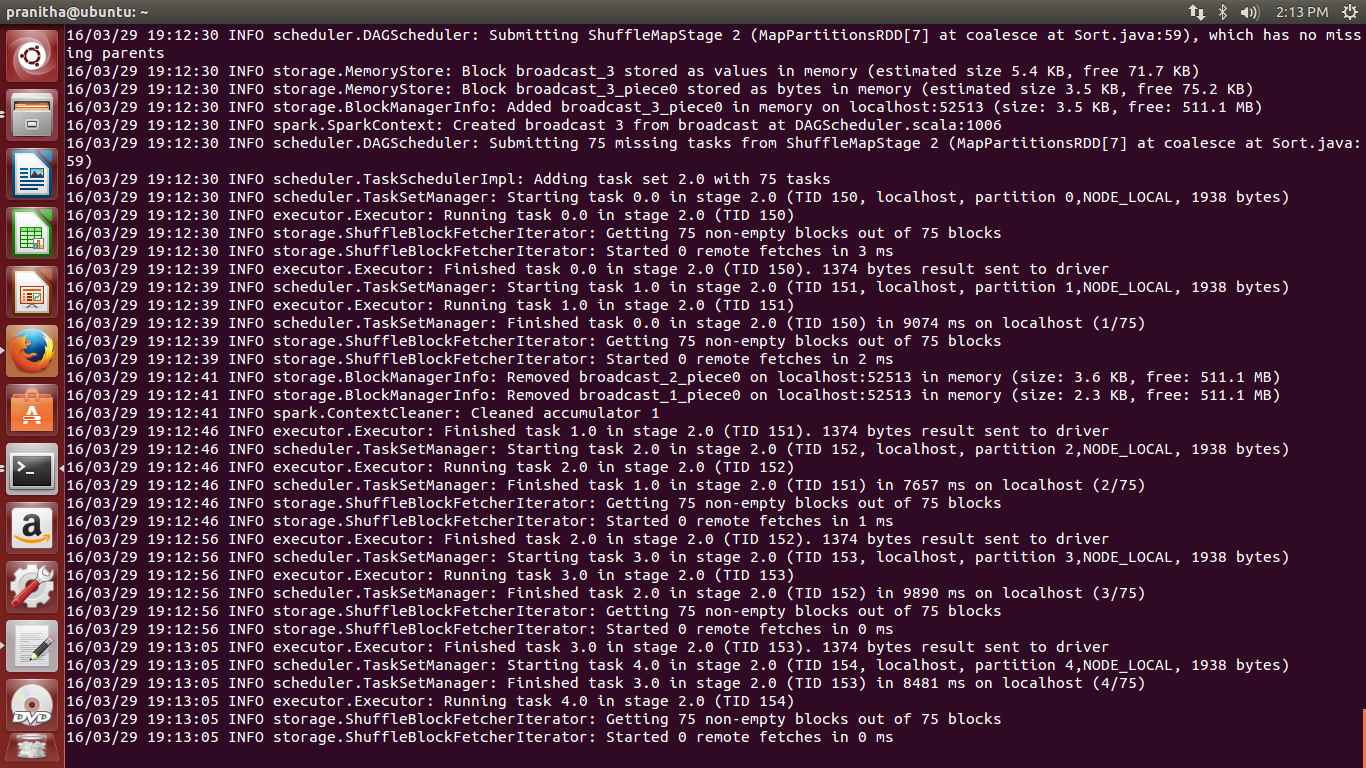 pranitha@ubuntu: ~
2:13 PM
16/03/29 19:12:30 INFO scheduler.DAGScheduler: Submitting ShuffleMapStage 2 (MapPartitionsRDD[7] at coalesce at Sort.java:59), which has no miss
ing parents
16/03/29 19:12:30 INFO storage.MemoryStore: Block broadcast_3 stored as values in memory (estimated size 5.4 KB, free 71.7 KB)
16/03/29 19:12:30 INFO storage.MemoryStore: Block broadcast_3_piece0 stored as bytes in memory (estimated size 3.5 KB, free 75.2 KB)
16/03/29 19:12:30 INFO storage.BlockManagerInfo: Added broadcast_3_piece0 in memory on localhost:52513 (size: 3.5 KB, free: 511.1 MB)
16/03/29 19:12:30 INFO spark.SparkContext: Created broadcast 3 from broadcast at DAGScheduler.scala:1006
16/03/29 19:12:30 INFO scheduler.DAGScheduler: Submitting 75 missing tasks from ShuffleMapStage 2 (MapPartitionsRDD[7] at coalesce at Sort.java:
59)
16/03/29 19:12:30 INFO scheduler.TaskSchedulerImpl: Adding task set 2.0 with 75 tasks
16/03/29 19:12:30 INFO scheduler.TaskSetManager: Starting task 0.0 in stage 2.0 (TID 150, localhost, partition 0,NODE_LOCAL, 1938 bytes)
16/03/29 19:12:30 INFO executor.Executor: Running task 0.0 in stage 2.0 (TID 150)
16/03/29 19:12:30 INFO storage.ShuffleBlockFetcherIterator: Getting 75 non-empty blocks out of 75 blocks
16/03/29 19:12:30 INFO storage.ShuffleBlockFetcherIterator: Started 0 remote fetches in 3 ms
16/03/29 19:12:39 INFO executor.Executor: Finished task 0.0 in stage 2.0 (TID 150). 1374 bytes result sent to driver
16/03/29 19:12:39 INFO scheduler.TaskSetManager: Starting task 1.0 in stage 2.0 (TID 151, localhost, partition 1,NODE_LOCAL, 1938 bytes)
16/03/29 19:12:39 INFO executor.Executor: Running task 1.0 in stage 2.0 (TID 151)
16/03/29 19:12:39 INFO scheduler.TaskSetManager: Finished task 0.0 in stage 2.0 (TID 150) in 9074 ms on localhost (1/75)
16/03/29 19:12:39 INFO storage.ShuffleBlockFetcherIterator: Getting 75 non-empty blocks out of 75 blocks
16/03/29 19:12:39 INFO storage.ShuffleBlockFetcherIterator: Started 0 remote fetches in 2 ms
16/03/29 19:12:41 INFO storage.BlockManagerInfo: Removed broadcast_2_piece0 on localhost:52513 in memory (size: 3.6 KB, free: 511.1 MB)
16/03/29 19:12:41 INFO storage.BlockManagerInfo: Removed broadcast_1_piece0 on localhost:52513 in memory (size: 2.3 KB, free: 511.1 MB)
16/03/29 19:12:41 INFO spark.ContextCleaner: Cleaned accumulator 1
16/03/29 19:12:46 INFO executor.Executor: Finished task 1.0 in stage 2.0 (TID 151). 1374 bytes result sent to driver
16/03/29 19:12:46 INFO scheduler.TaskSetManager: Starting task 2.0 in stage 2.0 (TID 152, localhost, partition 2,NODE_LOCAL, 1938 bytes)
16/03/29 19:12:46 INFO executor.Executor: Running task 2.0 in stage 2.0 (TID 152)
16/03/29 19:12:46 INFO scheduler.TaskSetManager: Finished task 1.0 in stage 2.0 (TID 151) in 7657 ms on localhost (2/75)
16/03/29 19:12:46 INFO storage.ShuffleBlockFetcherIterator: Getting 75 non-empty blocks out of 75 blocks
16/03/29 19:12:46 INFO storage.ShuffleBlockFetcherIterator: Started 0 remote fetches in 1 ms
16/03/29 19:12:56 INFO executor.Executor: Finished task 2.0 in stage 2.0 (TID 152). 1374 bytes result sent to driver
16/03/29 19:12:56 INFO scheduler.TaskSetManager: Starting task 3.0 in stage 2.0 (TID 153, localhost, partition 3,NODE_LOCAL, 1938 bytes)
16/03/29 19:12:56 INFO executor.Executor: Running task 3.0 in stage 2.0 (TID 153)
16/03/29 19:12:56 INFO scheduler.TaskSetManager: Finished task 2.0 in stage 2.0 (TID 152) in 9890 ms on localhost (3/75)
16/03/29 19:12:56 INFO storage.ShuffleBlockFetcherIterator: Getting 75 non-empty blocks out of 75 blocks
16/03/29 19:12:56 INFO storage.ShuffleBlockFetcherIterator: Started 0 remote fetches in 0 ms
16/03/29 19:13:05 INFO executor.Executor: Finished task 3.0 in stage 2.0 (TID 153). 1374 bytes result sent to driver
16/03/29 19:13:05 INFO scheduler.TaskSetManager: Starting task 4.0 in stage 2.0 (TID 154, localhost, partition 4,NODE_LOCAL, 1938 bytes)
16/03/29 19:13:05 INFO scheduler.TaskSetManager: Finished task 3.0 in stage 2.0 (TID 153) in 8481 ms on localhost (4/75)
16/03/29 19:13:05 INFO executor.Executor: Running task 4.0 in stage 2.0 (TID 154)
16/03/29 19:13:05 INFO storage.ShuffleBlockFetcherIterator: Getting 75 non-empty blocks out of 75 blocks
16/03/29 19:13:05 INFO storage.ShuffleBlockFetcherIterator: Started 0 remote fetches in 0 ms
>_
a
DVD